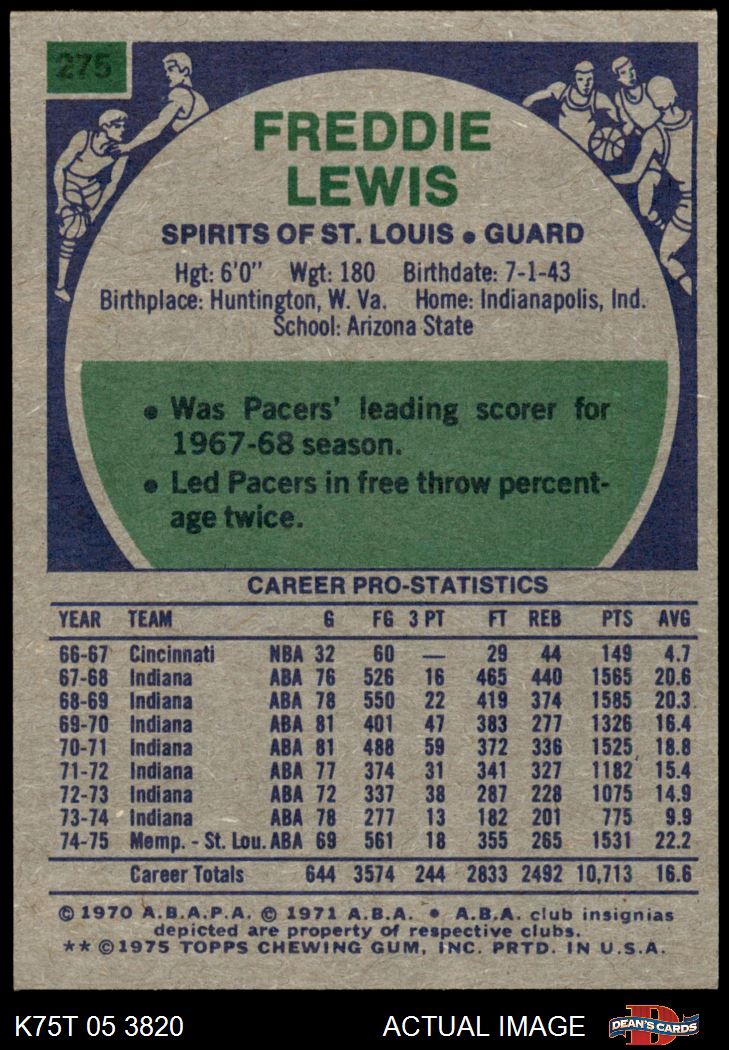 275
FREDDIE
LEWIS
SPIRITS OF ST. LOUIS • GUARD
Hgt: 6'0" Wgt: 180 Birthdate: 7-1-43
Birthplace: Huntington, W. Va. Home: Indianapolis, Ind.
School: Arizona State
• Was Pacers' leading scorer for
1967-68 season.
• Led Pacers in free throw percent-
age twice.
CAREER PRO-STATISTICS
YEAR TEAM G FG 3 PT FT REB PTS AVG
66-67 Cincinnati NBA 32 60 — 29 44 149 4.7
67-68 Indiana ABA 76 526 16 465 440 1565 20.6
68-69 Indiana ABA 78 550 22 419 374 1585 20.3
69-70 Indiana ABA 81 401 47 383 277 1326 16.4
70-71 Indiana ABA 81 488 59 372 336 1525 18.8
71-72 Indiana ABA 77 374 31 341 327 1182 15.4
72-73 Indiana ABA 72 337 38 287 228 1075 14.9
73-74 Indiana ABA 78 277 13 182 201 775 9.9
74-75 Memp. - St. Lou. ABA 69 561 18 355 265 1531 22.2
Career Totals 644 3574 244 2833 2492 10,713 16.6
© 1970 A.B.A.P.A. © 1971 A.B.A. • A.B.A. club insignias
depicted are property of respective clubs.
** © 1975 TOPPS CHEWING GUM, INC. PRTD. IN U.S.A.
K75T 05 3820 ACTUAL IMAGE D DEAN'S CARDS